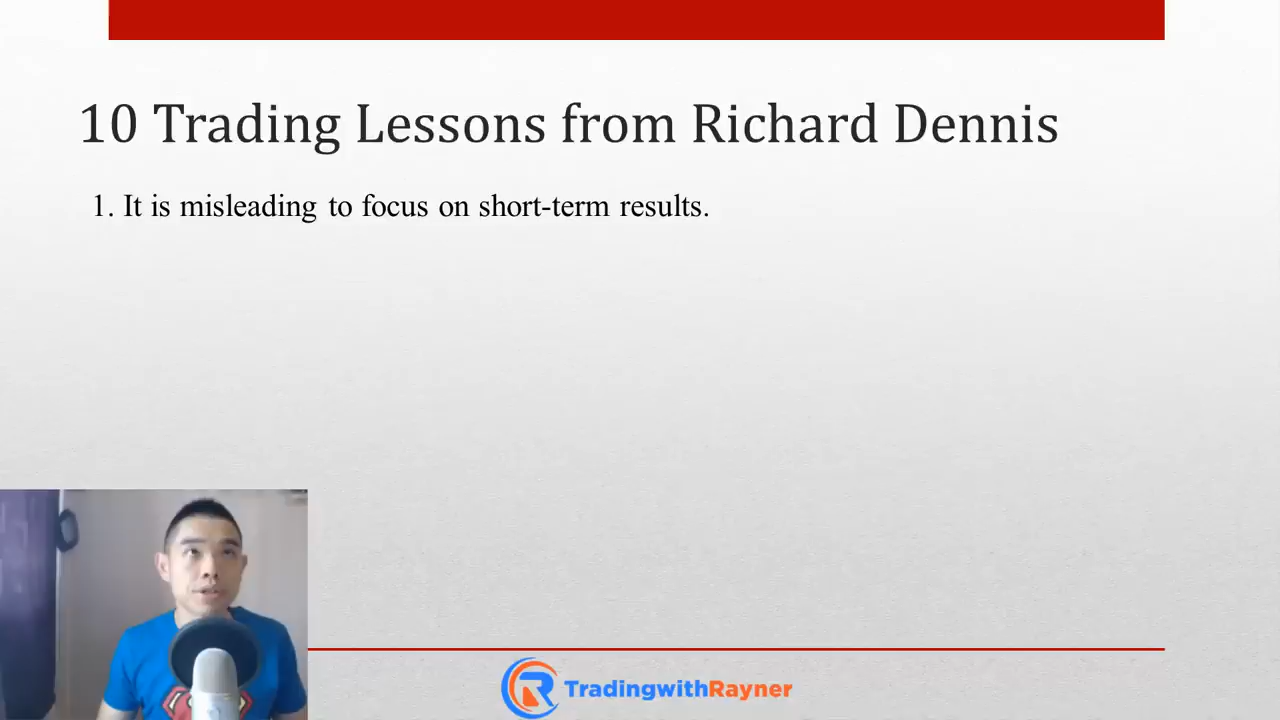 10 Trading Lessons from Richard Dennis
1. It is misleading to focus on short-term results.
TradingwithRayner